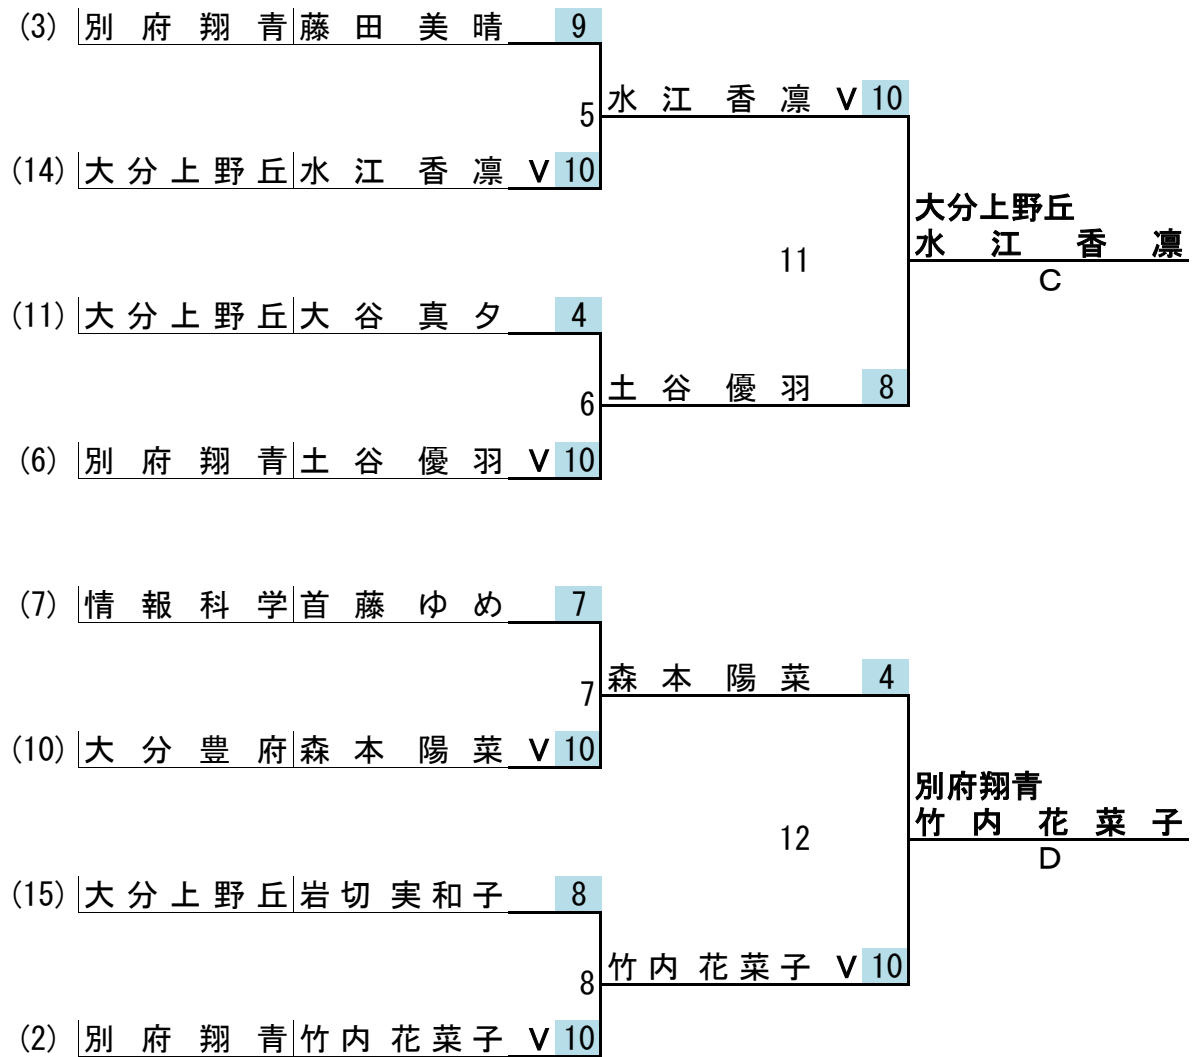 (3) 別府翔青 藤田美晴 9
水江香凛 V 10
5
(14) 大分上野丘 水江香凛 V 10
大分上野丘
水江香凛
11
C
(11) 大分上野丘 大谷真夕 4
土谷優羽 8
6
(6) 別府翔青 土谷優羽 V 10
(7) 情報科学 首藤ゆめ 7
森本陽菜 4
7
(10) 大分豊府 森本陽菜 V 10
別府翔青
竹内花菜子
12
D
(15) 大分上野丘 岩切実和子 8
竹内花菜子 V 10
8
(2) 別府翔青 竹内花菜子 V 10